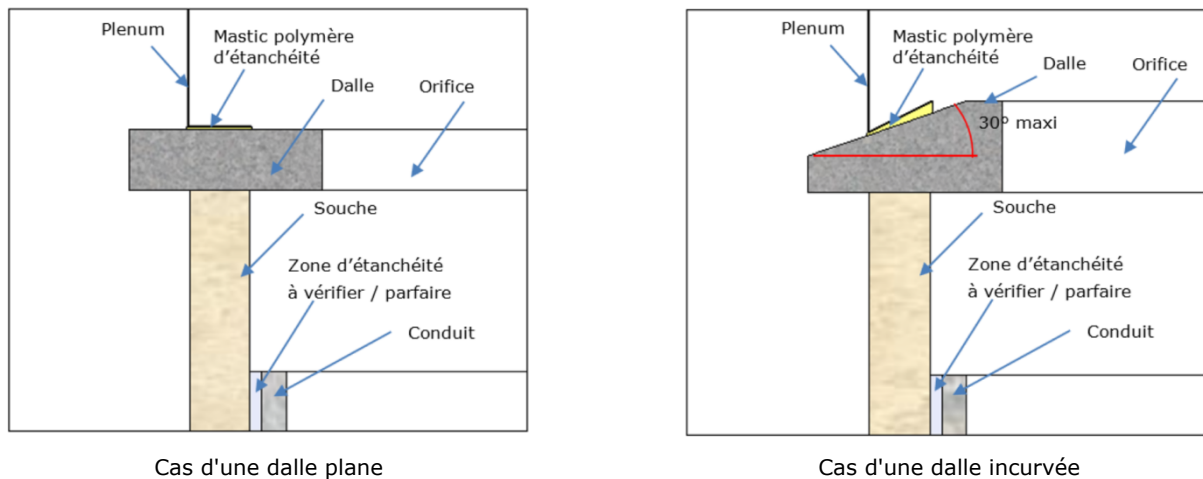 Plenum
Mastic polymère
d'étanchéité
Dalle
Orifice
Souche
Zone d'étanchéité
à vérifier / parfaire
Conduit
Cas d'une dalle plane
Plenum
Mastic polymère
d'étanchéité
Dalle
Orifice
30° maxi
Souche
Zone d'étanchéité
à vérifier / parfaire
Conduit
Cas d'une dalle incurvée